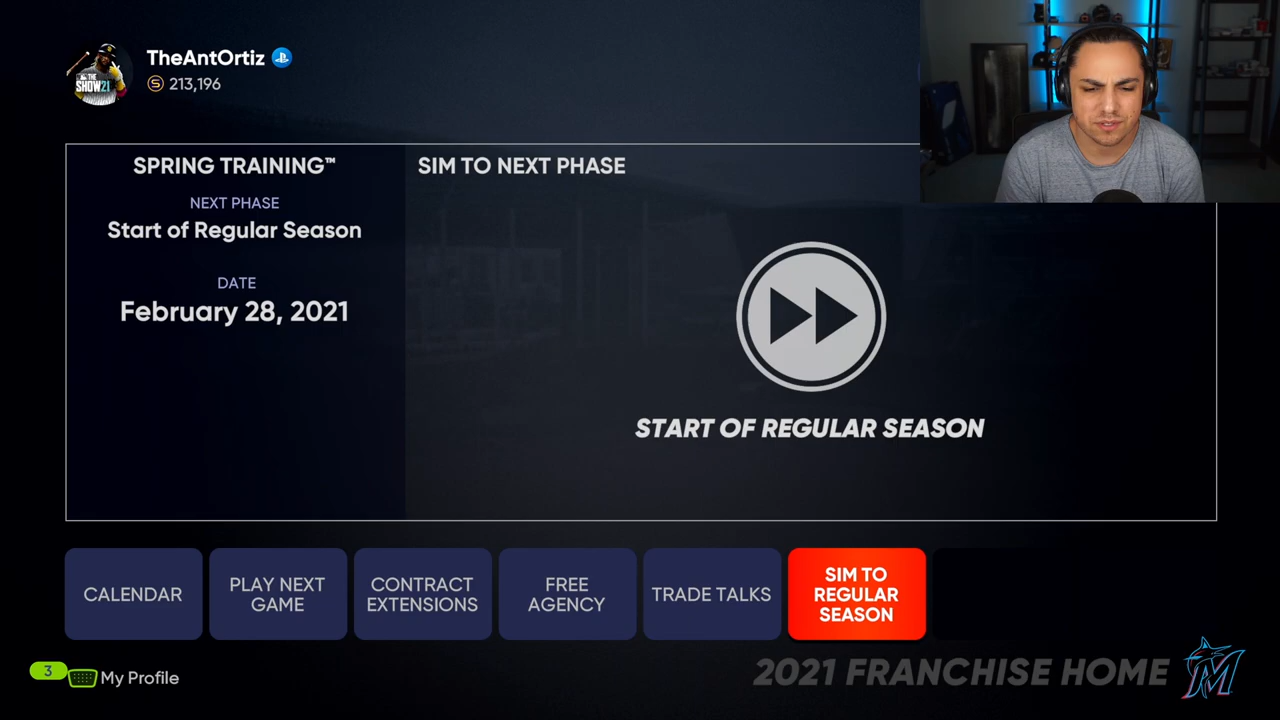 TheAntOrtiz
213,196
THE
SHOW21
SPRING TRAINING™
NEXT PHASE
Start of Regular Season
DATE
February 28, 2021
SIM TO NEXT PHASE
START OF REGULAR SEASON
CALENDAR
PLAY NEXT
GAME
CONTRACT
EXTENSIONS
FREE
AGENCY
TRADE TALKS
SIM TO
REGULAR
SEASON
3
My Profile
2021 FRANCHISE HOME
M